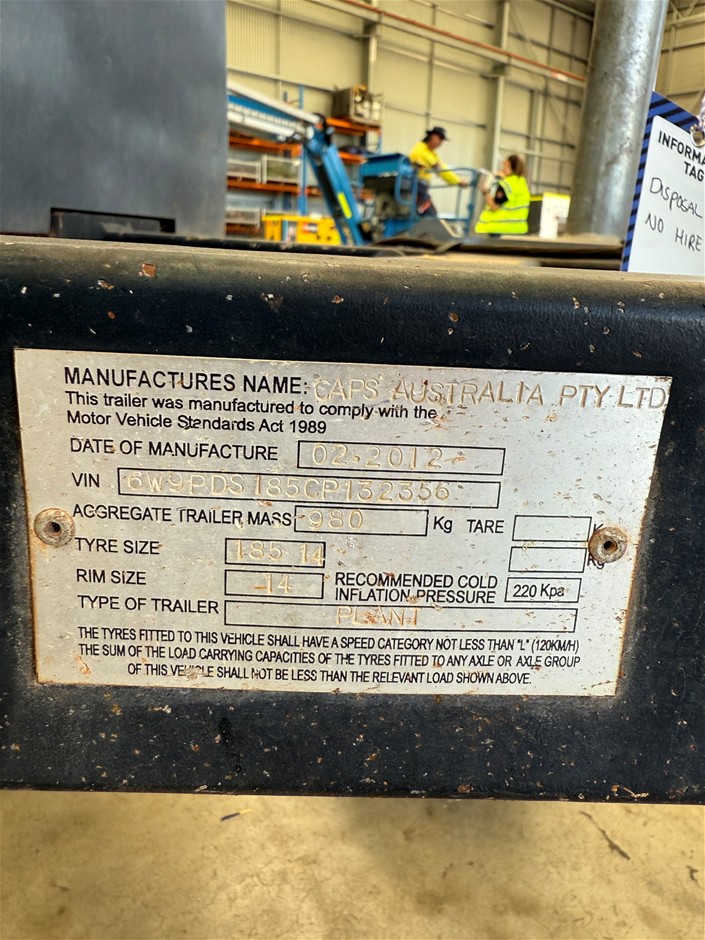 INFORMA
TAG
DISPOSAL
NO HIRE
MANUFACTURES NAME: CAPS AUSTRALIA PTY LTD
This trailer was manufactured to comply with the
Motor Vehicle Standards Act 1989
DATE OF MANUFACTURE 02.2012
VIN 6W9PDS185CP132356
AGGREGATE TRAILER MASS 980 Kg TARE K
Kg
TYRE SIZE 185 14
RIM SIZE 14 RECOMMENDED COLD
INFLATION PRESSURE 220 Kpa
TYPE OF TRAILER PLANT
THE TYRES FITTED TO THIS VEHICLE SHALL HAVE A SPEED CATEGORY NOT LESS THAN "L" (120KM/H)
THE SUM OF THE LOAD CARRYING CAPACITIES OF THE TYRES FITTED TO ANY AXLE OR AXLE GROUP
OF THIS VEHICLE SHALL NOT BE LESS THAN THE RELEVANT LOAD SHOWN ABOVE.